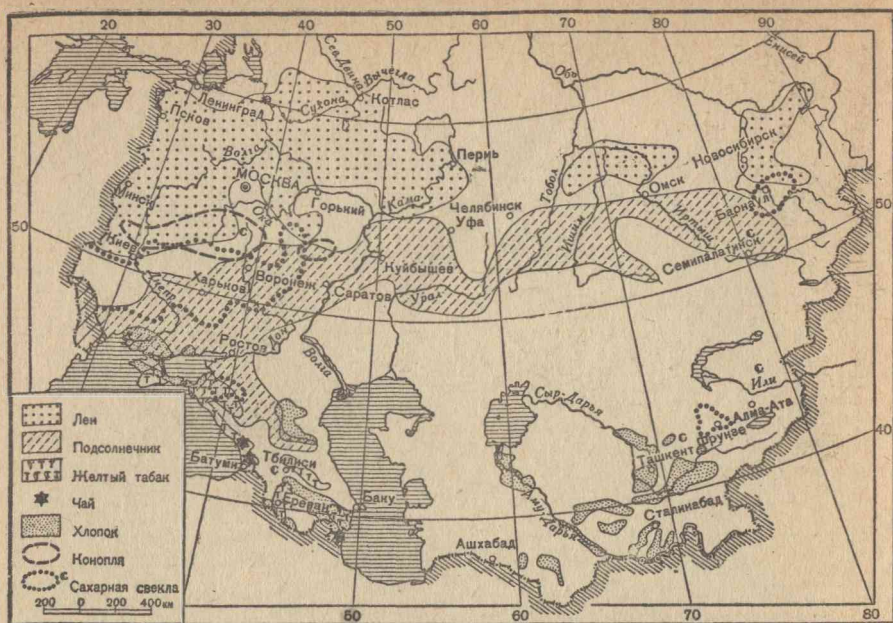 20 30 40 50 60 70 80 90
Енисей
Сев. Двина
Вычегда
Обь
Ленинград
Сухона
Котлас
Псков
Волга
Пермь
Новосибирск
МОСКВА
Тобол
Минск
Горький
Кама
Омск
Ока
Челябинск
Барнаул
60
50
Уфа
Ишим
Иртыш
Киев
с
с
Куйбышев
Семипалатинск
Воронеж
Харьков
Саратов
Урал
Днепр
Дон
Ростов
Волга
Или
с
Сыр-Дарья
Алма-Ата
Т
с
Фрунзе
40
Ташкент
Батуми
Тбилиси
с
Т
Ереван
Баку
Аму-Дарья
Сталинабад
Ашхабад
Лен
Подсолнечник
Желтый табак
Чай
Хлопок
Конопля
с Сахарная свекла
200 0 200 400 км
50 60 70 80